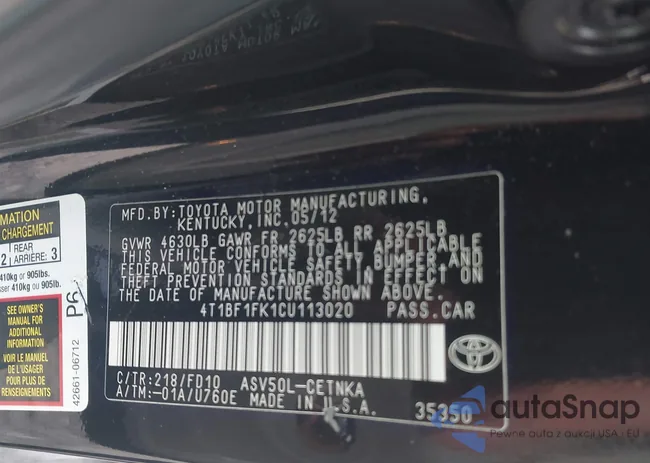 MFD.BY: TOYOTA MOTOR MANUFACTURING,
KENTUCKY, INC. 05/12
GVWR 4630LB GAWR FR 2625LB RR 2625LB
THIS VEHICLE CONFORMS TO ALL APPLICABLE
FEDERAL MOTOR VEHICLE SAFETY, BUMPER AND
THEFT PREVENTION STANDARDS IN EFFECT ON
THE DATE OF MANUFACTURE SHOWN ABOVE.
4T1BF1FK1CU113020 PASS.CAR
C/TR:218/FD10 ASV50L-CETNKA
A/TM:-01A/U760E MADE IN U.S.A.
35350
MATION
CHARGEMENT
2 REAR 3
ARRIÈRE:
410kg or 905lbs.
sser 410kg ou 905lb.
SEE OWNER'S
MANUAL FOR
ADDITIONAL
INFORMATION
VOIR LE MANUEL
DE L'USAGER
POUR PLUS DE
RENSEIGNEMENTS
42661-06712
P6
autaSnap
Pewne auta z aukcji USA · EU